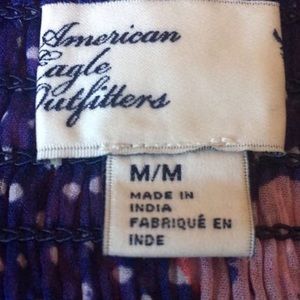 American
Eagle
Outfitters
M/M
MADE IN
INDIA
FABRIQUÉ EN
INDE